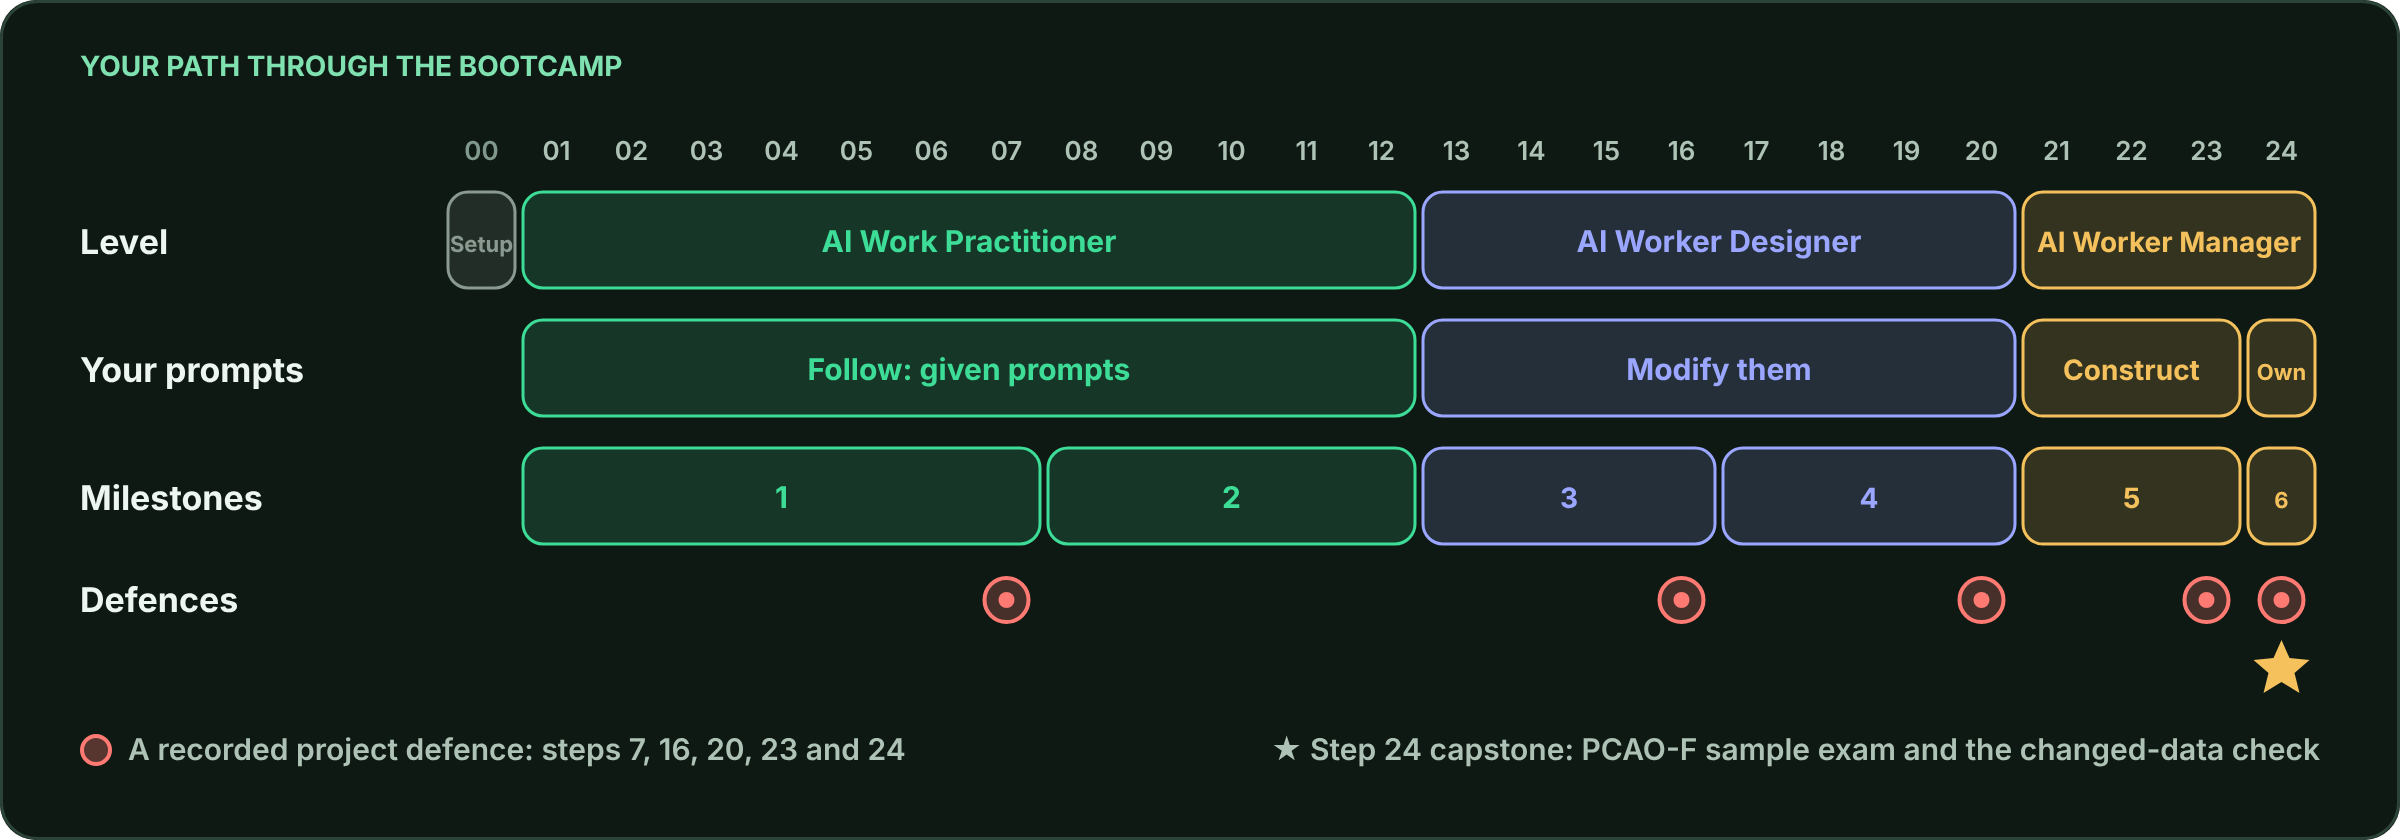 YOUR PATH THROUGH THE BOOTCAMP
00 01 02 03 04 05 06 07 08 09 10 11 12 13 14 15 16 17 18 19 20 21 22 23 24
Level Setup AI Work Practitioner AI Worker Designer AI Worker Manager
Your prompts Follow: given prompts Modify them Construct Own
Milestones 1 2 3 4 5 6
Defences
A recorded project defence: steps 7, 16, 20, 23 and 24
★ Step 24 capstone: PCAO-F sample exam and the changed-data check